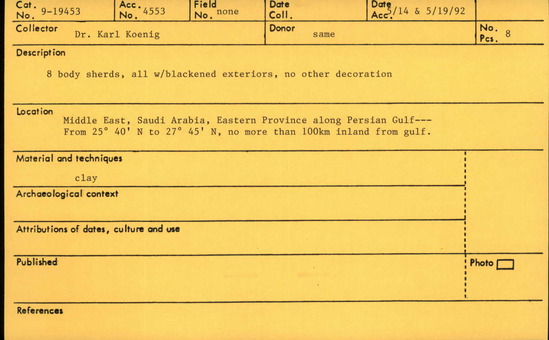 Cat. No. 9-19453 Acc. No. 4553 Field No. none Date Coll. Date Acc. 5/14 & 5/19/92
Collector Dr. Karl Koenig Donor same No. Pcs. 8
Description
8 body sherds, all w/blackened exteriors, no other decoration
Location
Middle East, Saudi Arabia, Eastern Province along Persian Gulf---
From 25° 40' N to 27° 45' N, no more than 100km inland from gulf.
Material and techniques
clay
Archaeological context
Attributions of dates, culture and use
Published Photo
References